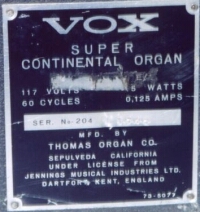 VOX
SUPER
CONTINENTAL ORGAN
117 VOLTS WATTS
60 CYCLES 0.125 AMPS
SER. No 204
MFD. BY
THOMAS ORGAN CO.
SEPULVEDA CALIFORNIA
UNDER LICENSE FROM
JENNINGS MUSICAL INDUSTRIES LTD.
DARTFORD KENT, ENGLAND